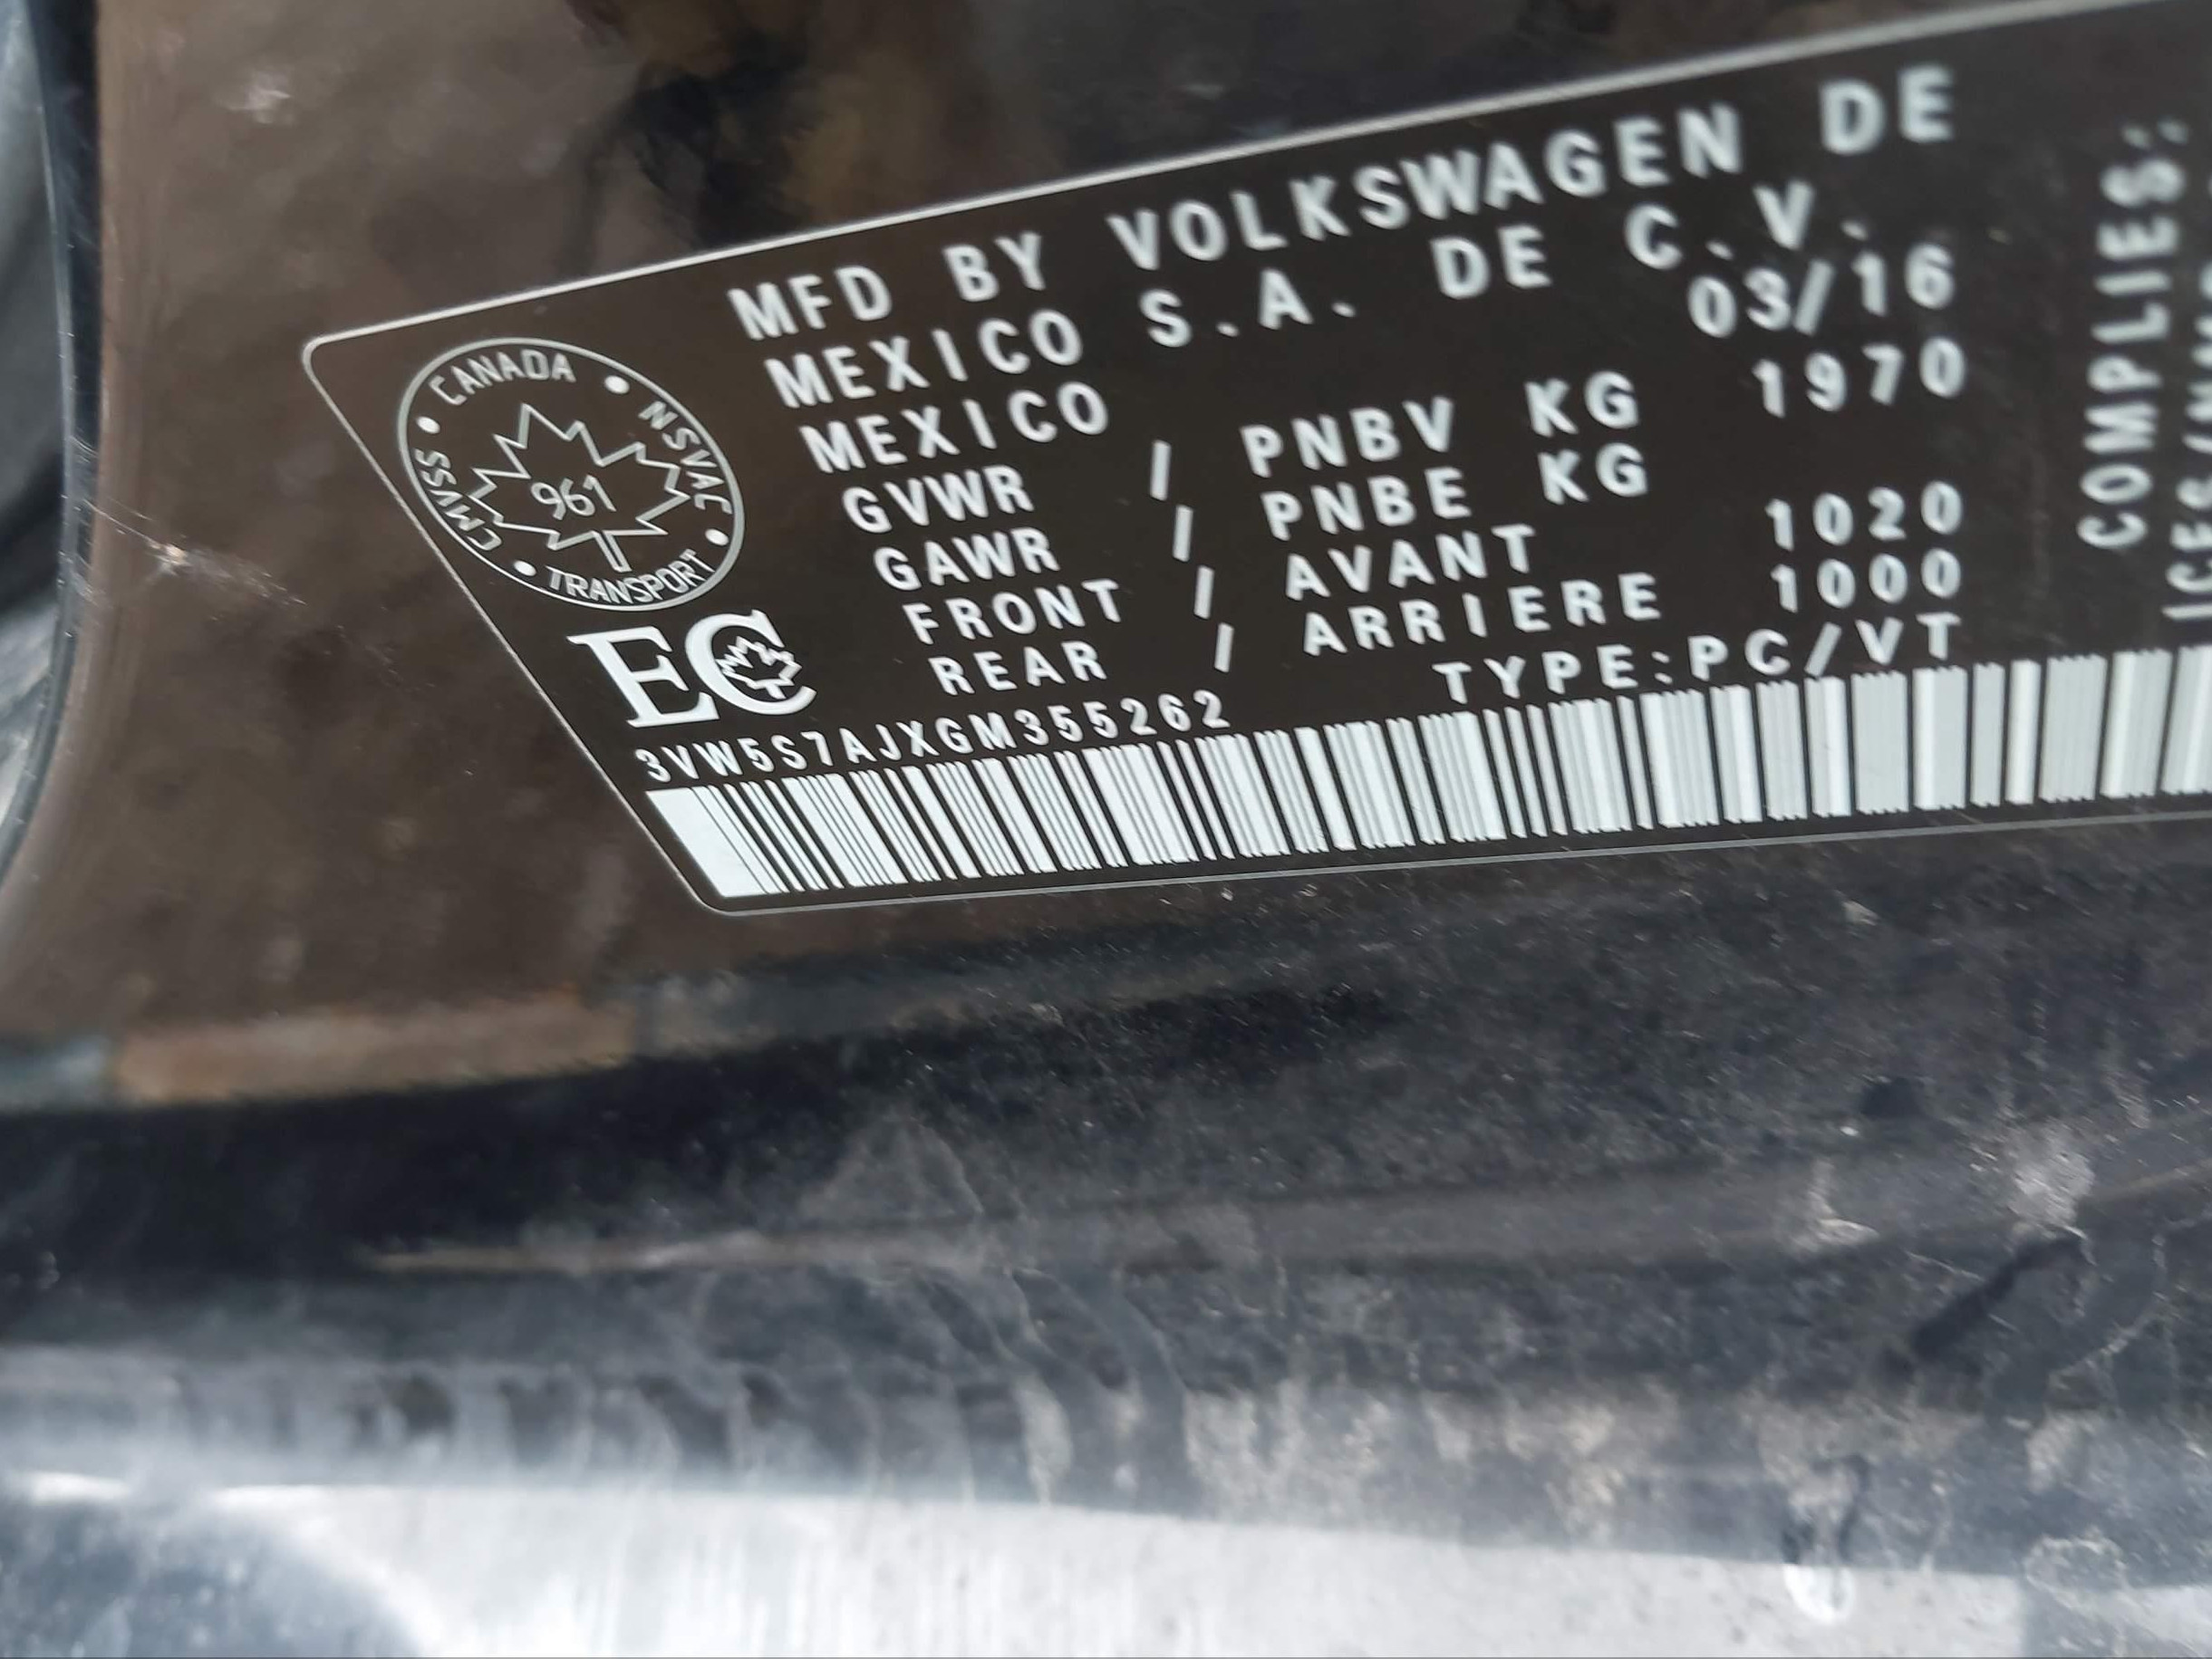 MFD BY VOLKSWAGEN DE
MEXICO S.A. DE C.V.
MEXICO 03/16
GVWR / PNBV KG 1970
GAWR / PNBE KG
FRONT / AVANT 1020
REAR / ARRIERE 1000
TYPE:PC/VT
3VW5S7AJXGM355262
CANADA • NSVAC • TRANSPORT • CMVSS •
961
EC
COMPLIES: